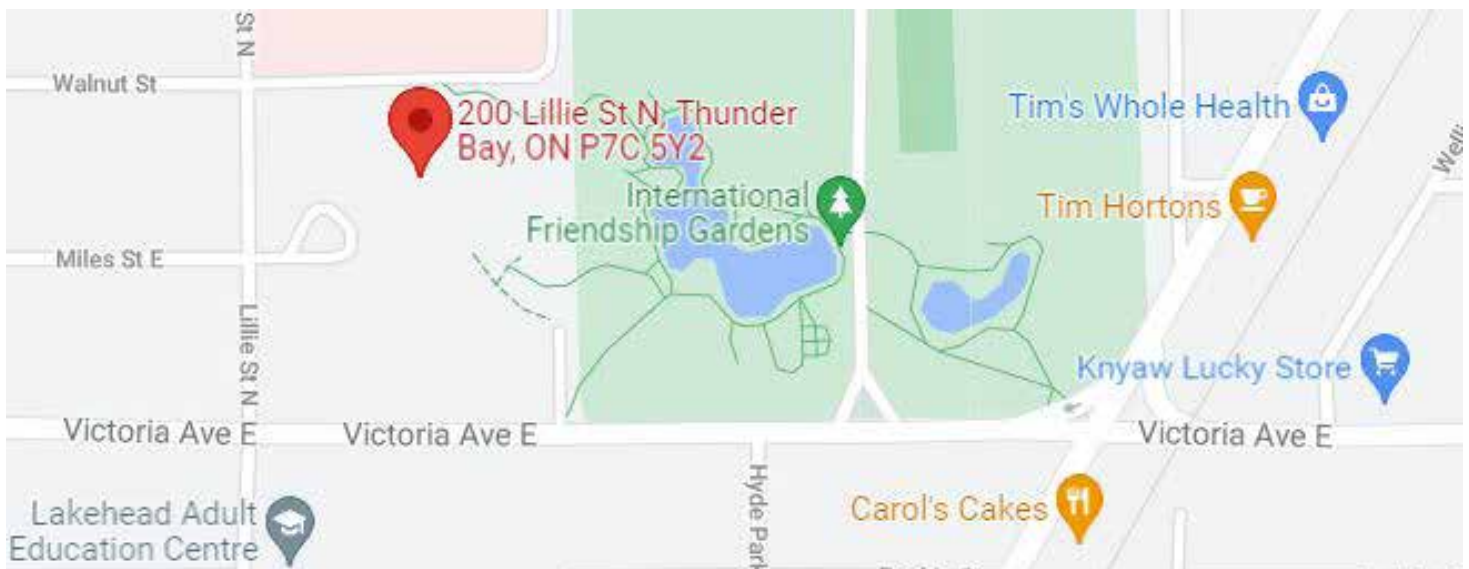 St N
Walnut St
200 Lillie St N, Thunder
Bay, ON P7C 5Y2
Tim's Whole Health
International
Friendship Gardens
Tim Hortons
Welli
Miles St E
Lillie St N
Knyaw Lucky Store
Victoria Ave E
Victoria Ave E
Victoria Ave E
Hyde Park
Carol's Cakes
Lakehead Adult
Education Centre